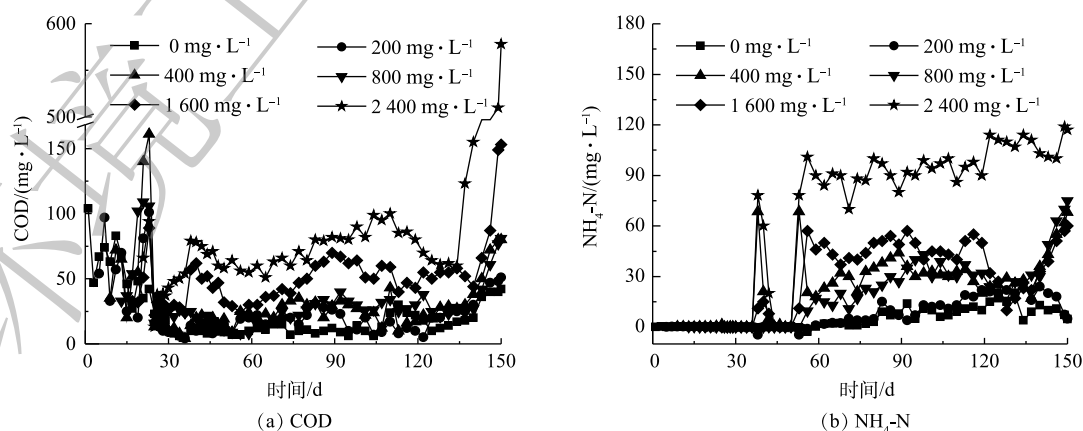 600
0 mg · L⁻¹
200 mg · L⁻¹
400 mg · L⁻¹
800 mg · L⁻¹
1 600 mg · L⁻¹
2 400 mg · L⁻¹
500
150
100
50
0
COD/(mg · L⁻¹)
0 30 60 90 120 150
时间/d
(a) COD
180
0 mg · L⁻¹
200 mg · L⁻¹
400 mg · L⁻¹
800 mg · L⁻¹
1 600 mg · L⁻¹
2 400 mg · L⁻¹
150
120
90
60
30
0
NH₄-N/(mg · L⁻¹)
0 30 60 90 120 150
时间/d
(b) NH₄-N